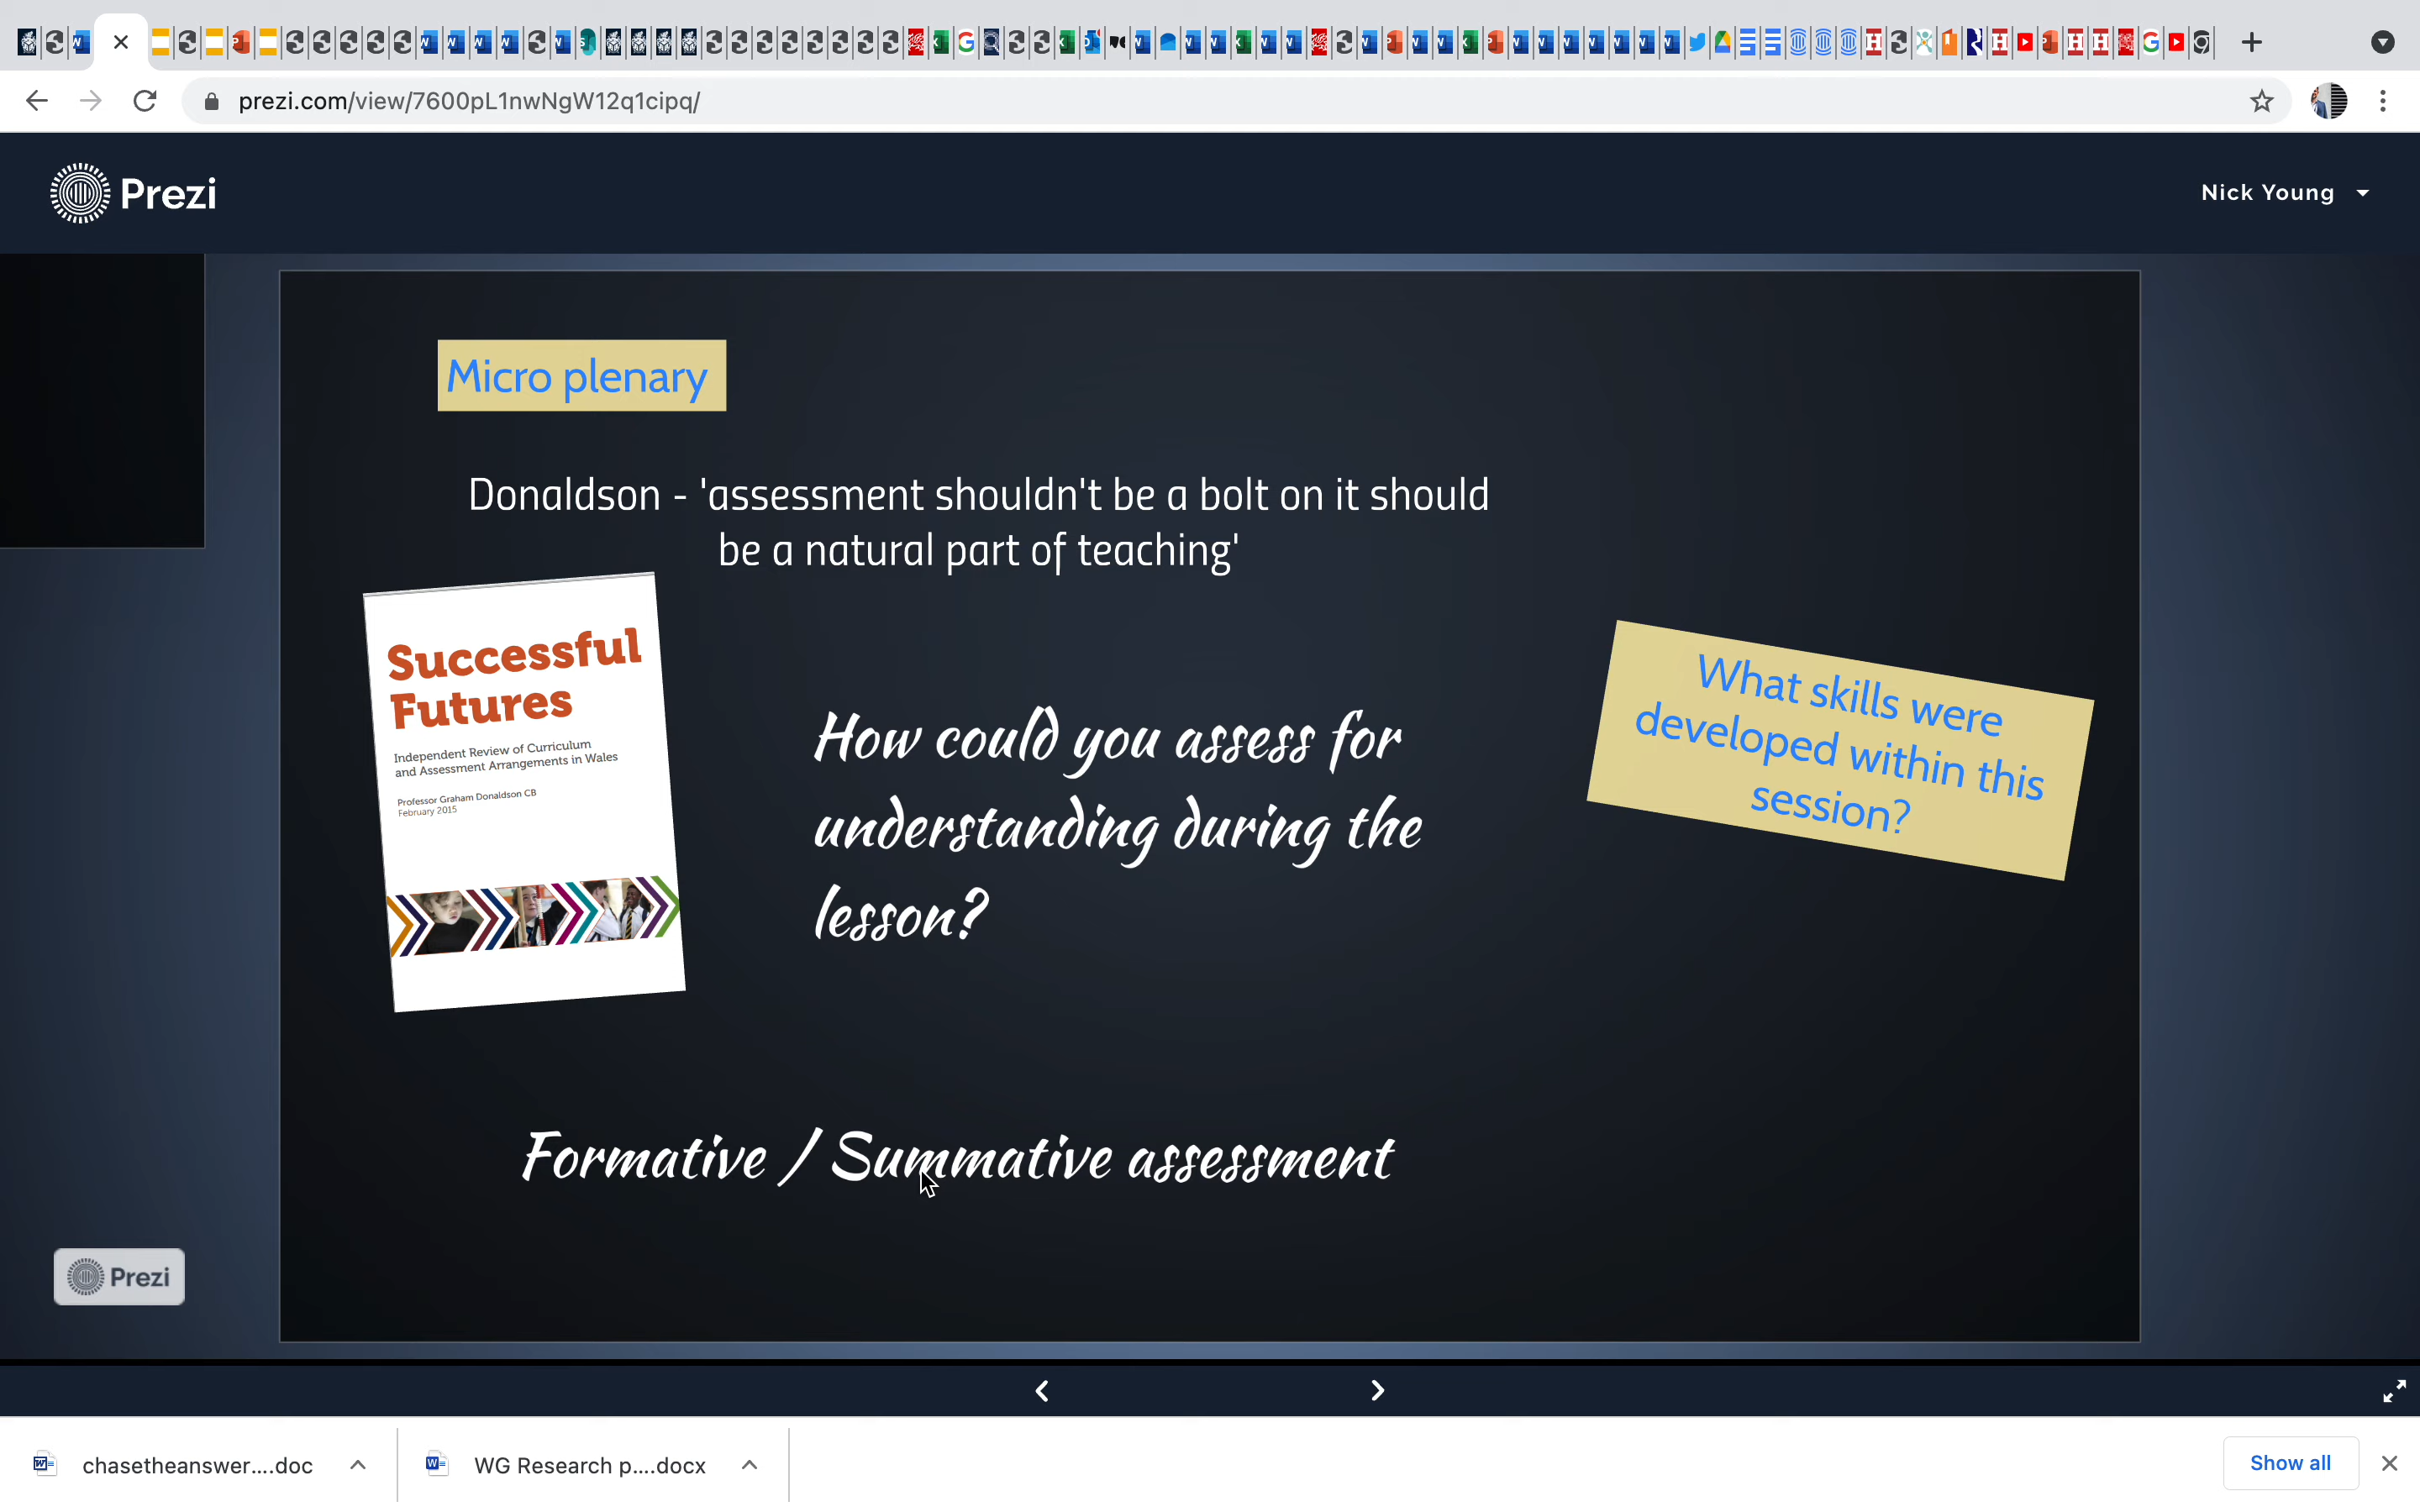 prezi.com/view/7600pL1nwNgW12q1cipq/
Prezi
Nick Young
Micro plenary
Donaldson - 'assessment shouldn't be a bolt on it should
be a natural part of teaching'
Successful
Futures
Independent Review of Curriculum
and Assessment Arrangements in Wales
Professor Graham Donaldson CB
February 2015
How could you assess for
understanding during the
lesson?
What skills were
developed within this
session?
Formative / Summative assessment
Prezi
chasetheanswer....doc
WG Research p....docx
Show all